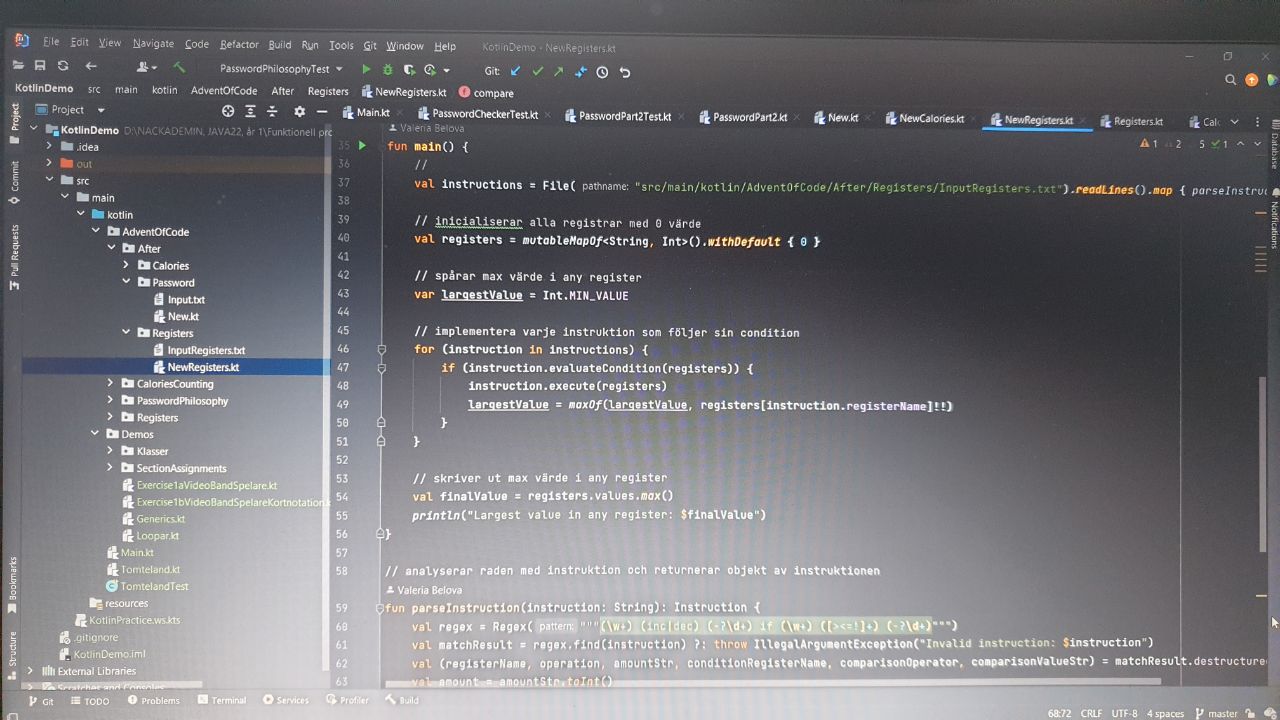 File Edit View Navigate Code Refactor Build Run Tools Git Window Help KotlinDemo - NewRegisters.kt
PasswordPhilosophyTest Git:
KotlinDemo src main kotlin AdventOfCode After Registers NewRegisters.kt compare
Project
Main.kt PasswordCheckerTest.kt PasswordPart2Test.kt PasswordPart2.kt New.kt NewCalories.kt NewRegisters.kt Registers.kt Calc
KotlinDemo D:\NACKADEMIN, JAVA22, år 1\Funktionell pro
.idea
out
src
main
kotlin
AdventOfCode
After
Calories
Password
Input.txt
New.kt
Registers
InputRegisters.txt
NewRegisters.kt
CaloriesCounting
PasswordPhilosophy
Registers
Demos
Klasser
SectionAssignments
Exercise1aVideoBandSpelare.kt
Exercise1bVideoBandSpelareKortnotation.k
Generics.kt
Loopar.kt
Main.kt
Tomteland.kt
TomtelandTest
resources
KotlinPractice.ws.kts
.gitignore
KotlinDemo.iml
External Libraries
Scratches and Consoles
Project
Commit
Pull Requests
Bookmarks
Structure
Valeria Belova
1 2 5 1
35 fun main() {
36 //
37 val instructions = File( pathname: "src/main/kotlin/AdventOfCode/After/Registers/InputRegisters.txt").readLines().map { parseInstruc
38
39 // inicialiserar alla registrar med 0 värde
40 val registers = mutableMapOf<String, Int>().withDefault { 0 }
41
42 // spårar max värde i any register
43 var largestValue = Int.MIN_VALUE
44
45 // implementera varje instruktion som följer sin condition
46 for (instruction in instructions) {
47 if (instruction.evaluateCondition(registers)) {
48 instruction.execute(registers)
49 largestValue = maxOf(largestValue, registers[instruction.registerName]!!)
50 }
51 }
52
53 // skriver ut max värde i any register
54 val finalValue = registers.values.max()
55 println("Largest value in any register: $finalValue")
56 }
57
58 // analyserar raden med instruktion och returnerar objekt av instruktionen
Valeria Belova
59 fun parseInstruction(instruction: String): Instruction {
60 val regex = Regex( pattern: """(\w+) (inc|dec) (-?\d+) if (\w+) ([><=!]+) (-?\d+)""")
61 val matchResult = regex.find(instruction) ?: throw IllegalArgumentException("Invalid instruction: $instruction")
62 val (registerName, operation, amountStr, conditionRegisterName, comparisonOperator, comparisonValueStr) = matchResult.destructure
63 val amount = amountStr.toInt()
Database
Notifications
Git TODO Problems Terminal Services Profiler Build
68:72 CRLF UTF-8 4 spaces master